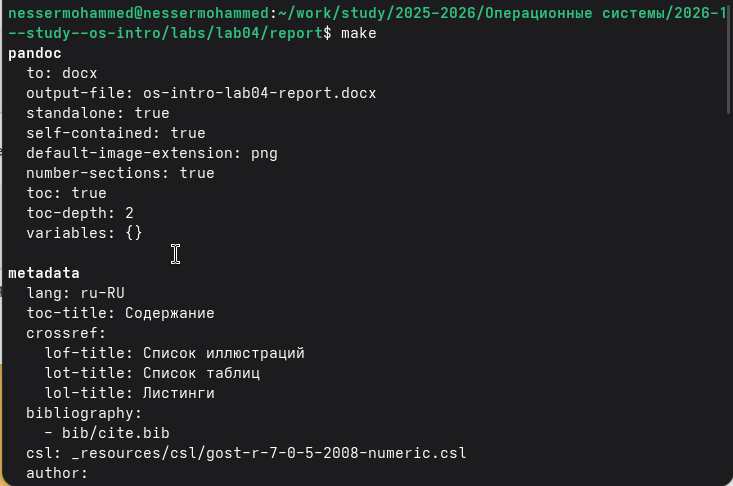 nessermohammed@nessermohammed:~/work/study/2025-2026/Операционные системы/2026-1
--study--os-intro/labs/lab04/report$ make
pandoc
  to: docx
  output-file: os-intro-lab04-report.docx
  standalone: true
  self-contained: true
  default-image-extension: png
  number-sections: true
  toc: true
  toc-depth: 2
  variables: {}

metadata
  lang: ru-RU
  toc-title: Содержание
  crossref:
    lof-title: Список иллюстраций
    lot-title: Список таблиц
    lol-title: Листинги
  bibliography:
    - bib/cite.bib
  csl: _resources/csl/gost-r-7-0-5-2008-numeric.csl
  author: